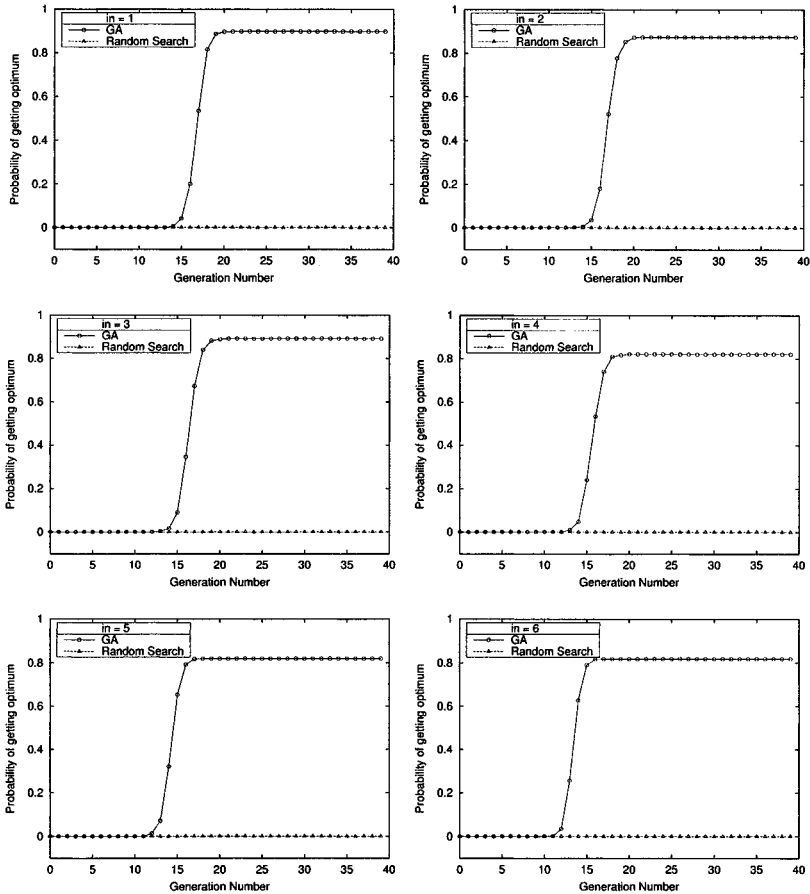 in = 1
GA
Random Search
1
0.8
0.6
0.4
0.2
0
Probability of getting optimum
0 5 10 15 20 25 30 35 40
Generation Number
in = 2
GA
Random Search
1
0.8
0.6
0.4
0.2
0
Probability of getting optimum
0 5 10 15 20 25 30 35 40
Generation Number
in = 3
GA
Random Search
1
0.8
0.6
0.4
0.2
0
Probability of getting optimum
0 5 10 15 20 25 30 35 40
Generation Number
in = 4
GA
Random Search
1
0.8
0.6
0.4
0.2
0
Probability of getting optimum
0 5 10 15 20 25 30 35 40
Generation Number
in = 5
GA
Random Search
1
0.8
0.6
0.4
0.2
0
Probability of getting optimum
0 5 10 15 20 25 30 35 40
Generation Number
in = 6
GA
Random Search
1
0.8
0.6
0.4
0.2
0
Probability of getting optimum
0 5 10 15 20 25 30 35 40
Generation Number